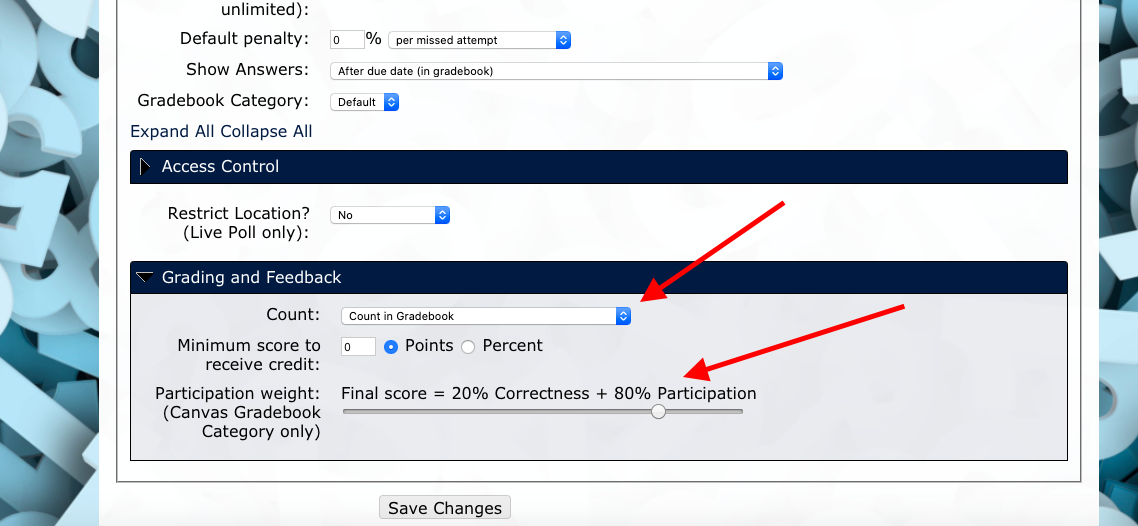 unlimited):
Default penalty: 0 % per missed attempt
Show Answers: After due date (in gradebook)
Gradebook Category: Default
Expand All Collapse All
Access Control
Restrict Location? No
(Live Poll only):
Grading and Feedback
Count: Count in Gradebook
Minimum score to 0 Points Percent
receive credit:
Participation weight: Final score = 20% Correctness + 80% Participation
(Canvas Gradebook
Category only)
Save Changes